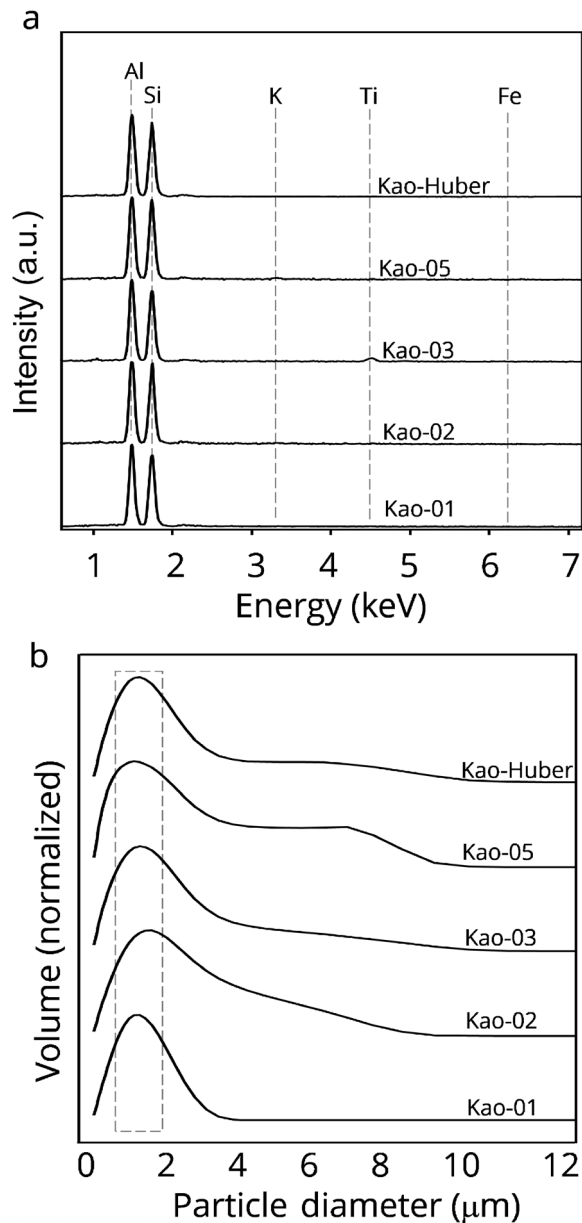 a
Al
Si
K
Ti
Fe
Kao-Huber
Kao-05
Kao-03
Kao-02
Kao-01
Intensity (a.u.)
1 2 3 4 5 6 7
Energy (keV)
b
Kao-Huber
Kao-05
Kao-03
Kao-02
Kao-01
Volume (normalized)
0 2 4 6 8 10 12
Particle diameter (μm)